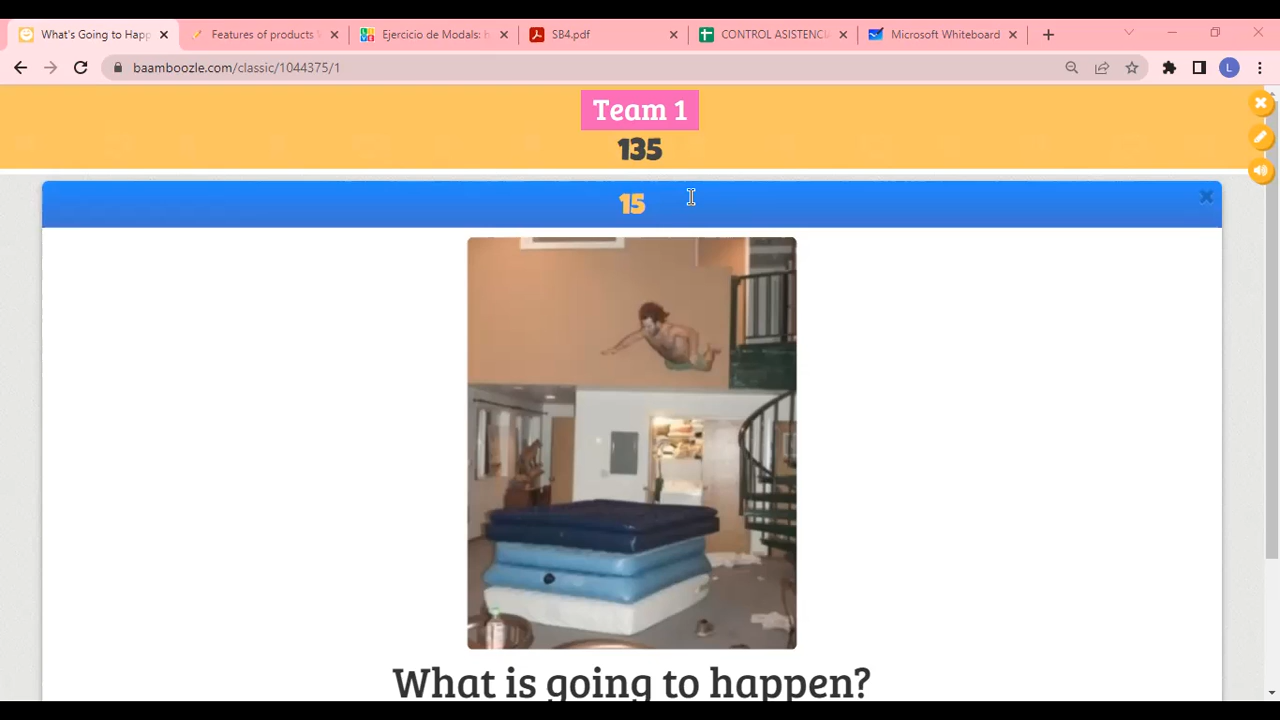 What's Going to Happ
Features of products
Ejercicio de Modals: h
SB4.pdf
CONTROL ASISTENCI
Microsoft Whiteboard
baamboozle.com/classic/1044375/1
L
Team 1
135
15
What is going to happen?